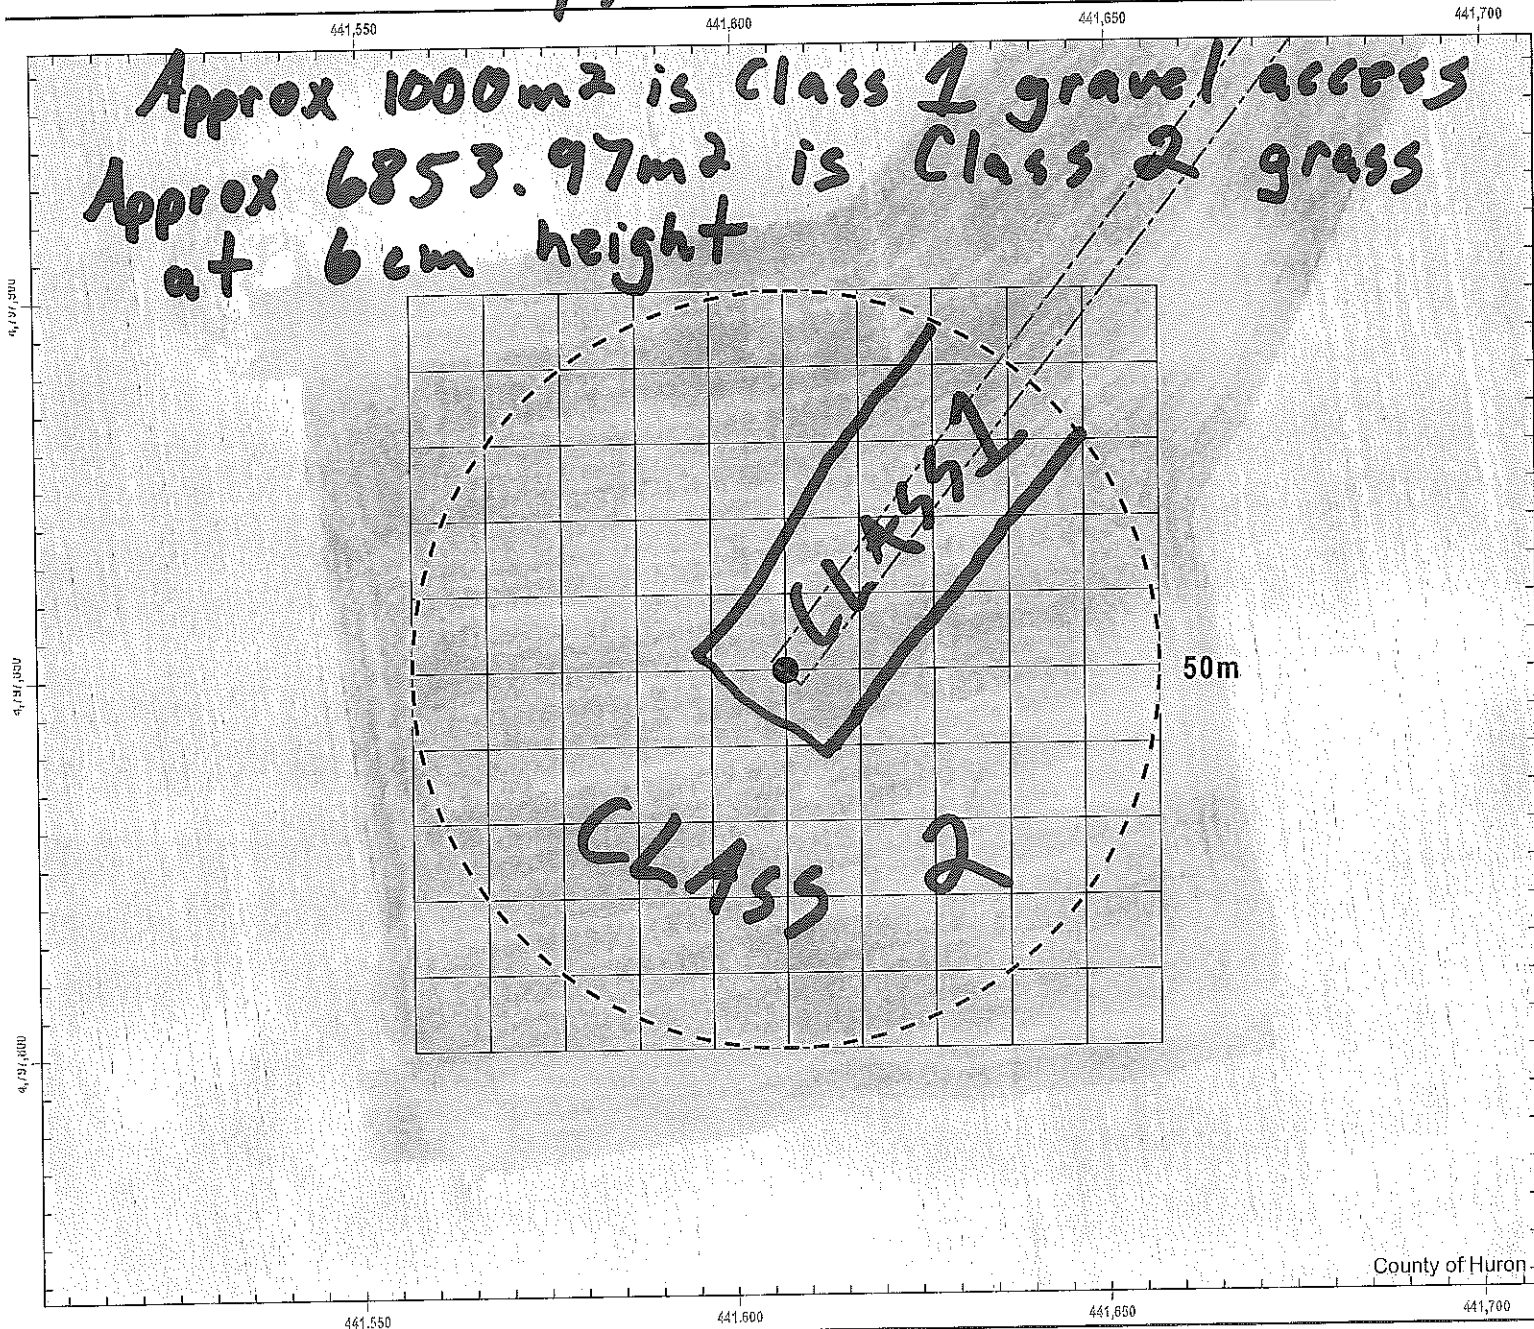 441,550 441,600 441,650 441,700
Approx 1000m² is Class 1 gravel access
Approx 6853.97m² is Class 2 grass
at 6 cm height
CLASS 1
50m
CLASS 2
County of Huron
441,550 441,600 441,650 441,700